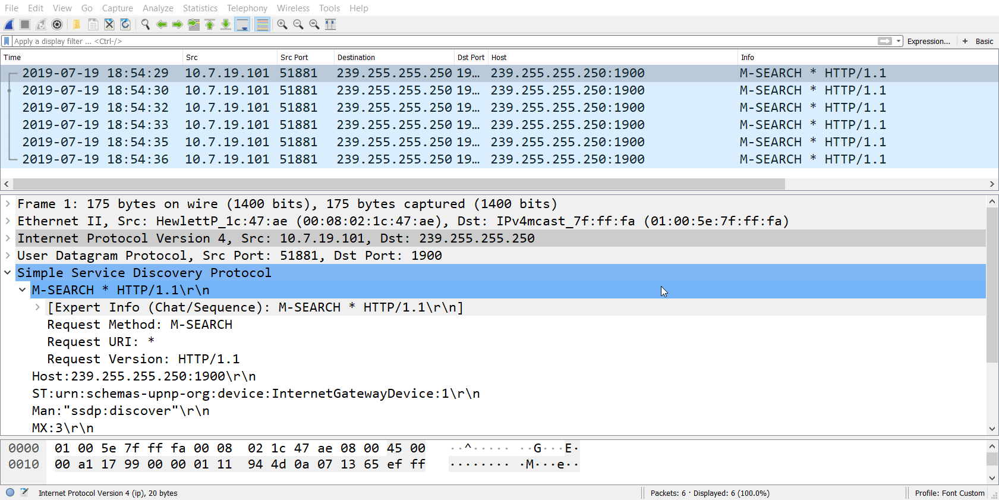 File Edit View Go Capture Analyze Statistics Telephony Wireless Tools Help
Apply a display filter ... <Ctrl-/> Expression... + Basic
Time Src Src Port Destination Dst Port Host Info
2019-07-19 18:54:29 10.7.19.101 51881 239.255.255.250 19... 239.255.255.250:1900 M-SEARCH * HTTP/1.1
2019-07-19 18:54:30 10.7.19.101 51881 239.255.255.250 19... 239.255.255.250:1900 M-SEARCH * HTTP/1.1
2019-07-19 18:54:32 10.7.19.101 51881 239.255.255.250 19... 239.255.255.250:1900 M-SEARCH * HTTP/1.1
2019-07-19 18:54:33 10.7.19.101 51881 239.255.255.250 19... 239.255.255.250:1900 M-SEARCH * HTTP/1.1
2019-07-19 18:54:35 10.7.19.101 51881 239.255.255.250 19... 239.255.255.250:1900 M-SEARCH * HTTP/1.1
2019-07-19 18:54:36 10.7.19.101 51881 239.255.255.250 19... 239.255.255.250:1900 M-SEARCH * HTTP/1.1
Frame 1: 175 bytes on wire (1400 bits), 175 bytes captured (1400 bits)
Ethernet II, Src: HewlettP_1c:47:ae (00:08:02:1c:47:ae), Dst: IPv4mcast_7f:ff:fa (01:00:5e:7f:ff:fa)
Internet Protocol Version 4, Src: 10.7.19.101, Dst: 239.255.255.250
User Datagram Protocol, Src Port: 51881, Dst Port: 1900
Simple Service Discovery Protocol
M-SEARCH * HTTP/1.1\r\n
[Expert Info (Chat/Sequence): M-SEARCH * HTTP/1.1\r\n]
Request Method: M-SEARCH
Request URI: *
Request Version: HTTP/1.1
Host:239.255.255.250:1900\r\n
ST:urn:schemas-upnp-org:device:InternetGatewayDevice:1\r\n
Man:"ssdp:discover"\r\n
MX:3\r\n
0000 01 00 5e 7f ff fa 00 08 02 1c 47 ae 08 00 45 00 ··^····· ··G···E·
0010 00 a1 17 99 00 00 01 11 94 4d 0a 07 13 65 ef ff ········ ·M···e··
Internet Protocol Version 4 (ip), 20 bytes Packets: 6 · Displayed: 6 (100.0%) Profile: Font Custom